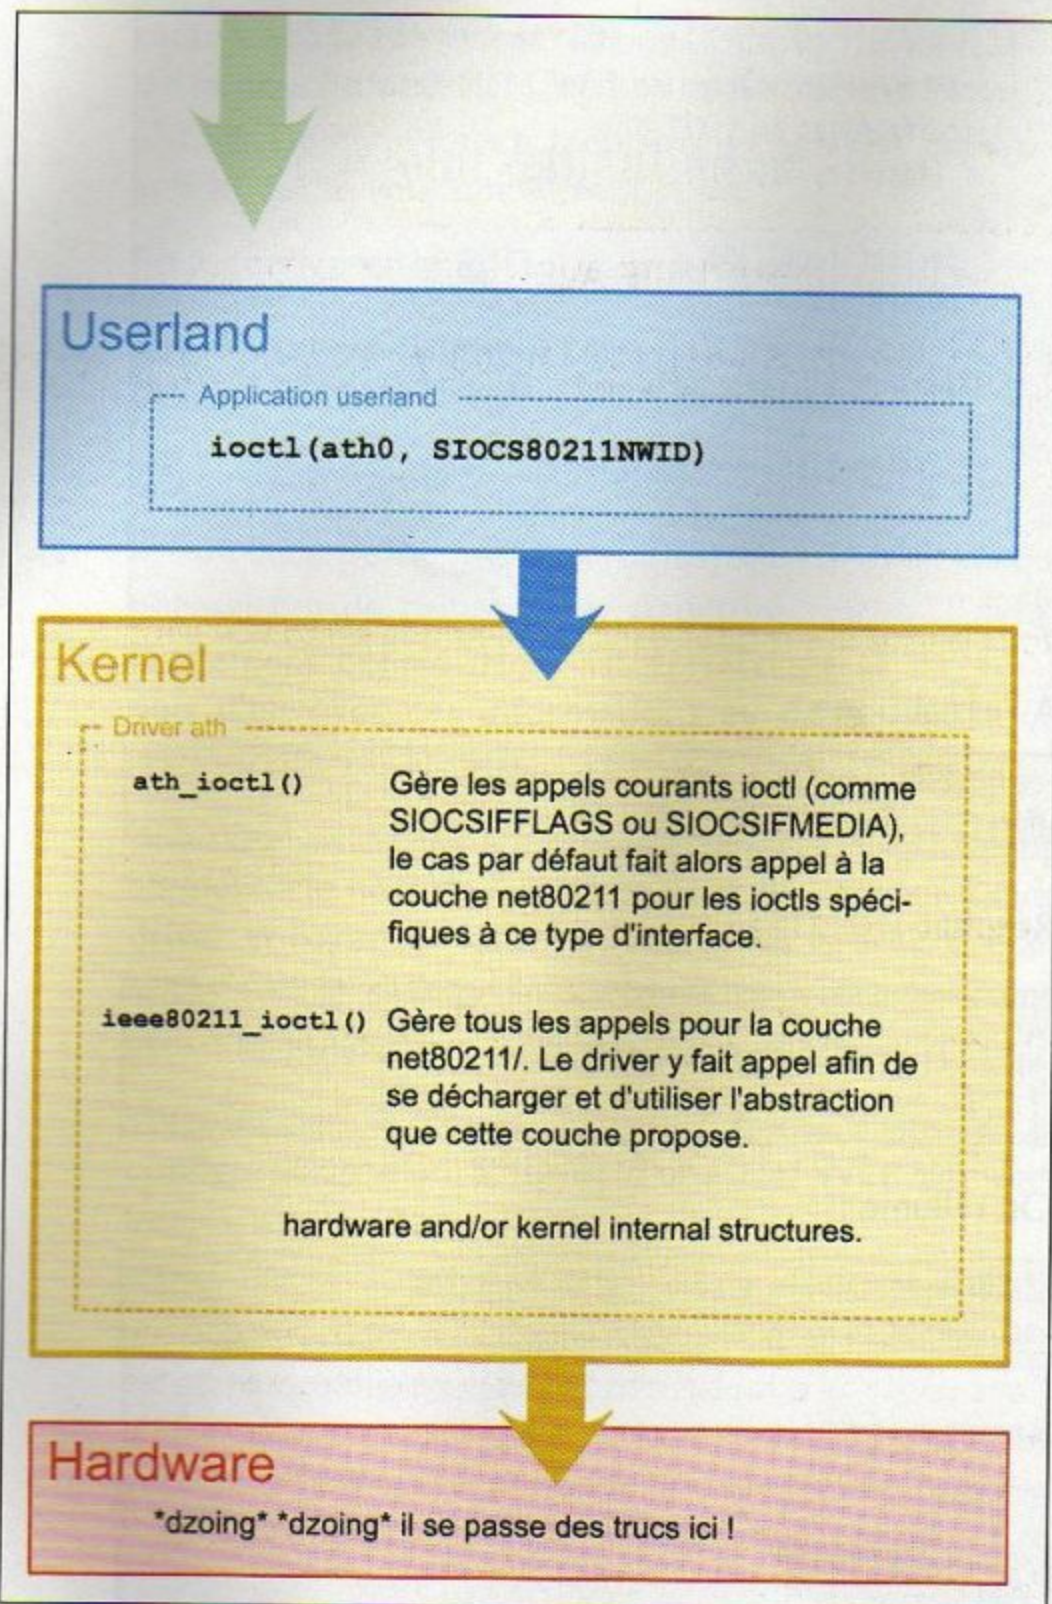 Userland
Application userland
ioctl(ath0, SIOCS80211NWID)
Kernel
Driver ath
ath_ioctl()
Gère les appels courants ioctl (comme
SIOCSIFFLAGS ou SIOCSIFMEDIA),
le cas par défaut fait alors appel à la
couche net80211 pour les ioctls spéci-
fiques à ce type d'interface.
ieee80211_ioctl()
Gère tous les appels pour la couche
net80211/. Le driver y fait appel afin de
se décharger et d'utiliser l'abstraction
que cette couche propose.
hardware and/or kernel internal structures.
Hardware
*dzoing* *dzoing* il se passe des trucs ici !